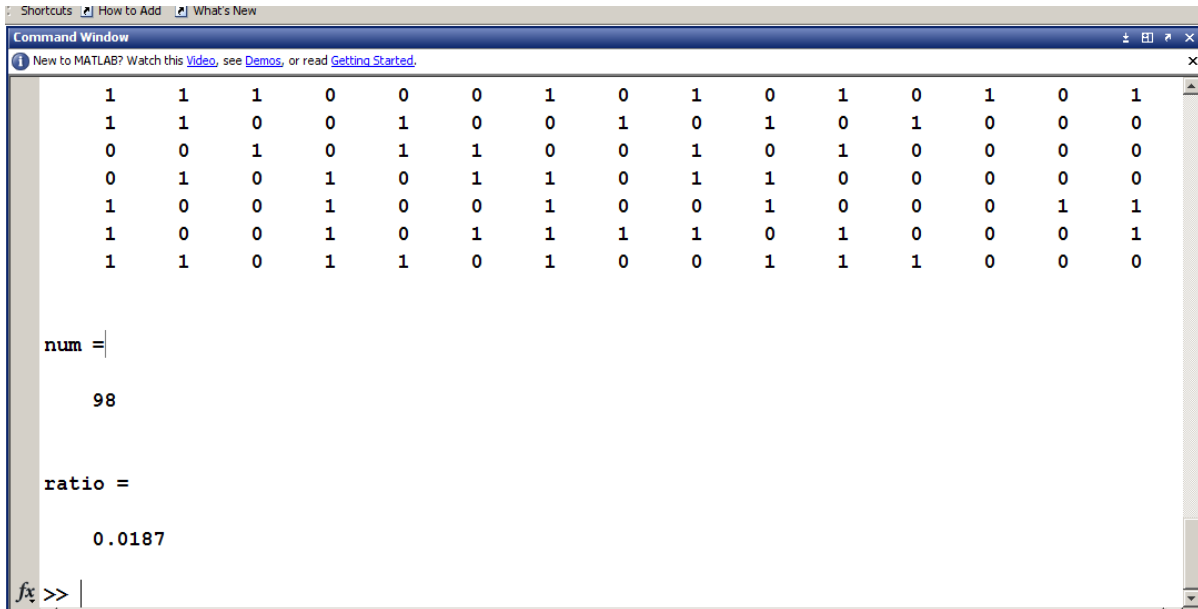 Shortcuts How to Add What's New
Command Window
New to MATLAB? Watch this Video, see Demos, or read Getting Started.
1 1 1 0 0 0 1 0 1 0 1 0 1 0 1
1 1 0 0 1 0 0 1 0 1 0 1 0 0 0
0 0 1 0 1 1 0 0 1 0 1 0 0 0 0
0 1 0 1 0 1 1 0 1 1 0 0 0 0 0
1 0 0 1 0 0 1 0 0 1 0 0 0 1 1
1 0 0 1 0 1 1 1 1 0 1 0 0 0 1
1 1 0 1 1 0 1 0 0 1 1 1 0 0 0
num =
98
ratio =
0.0187
fx >>